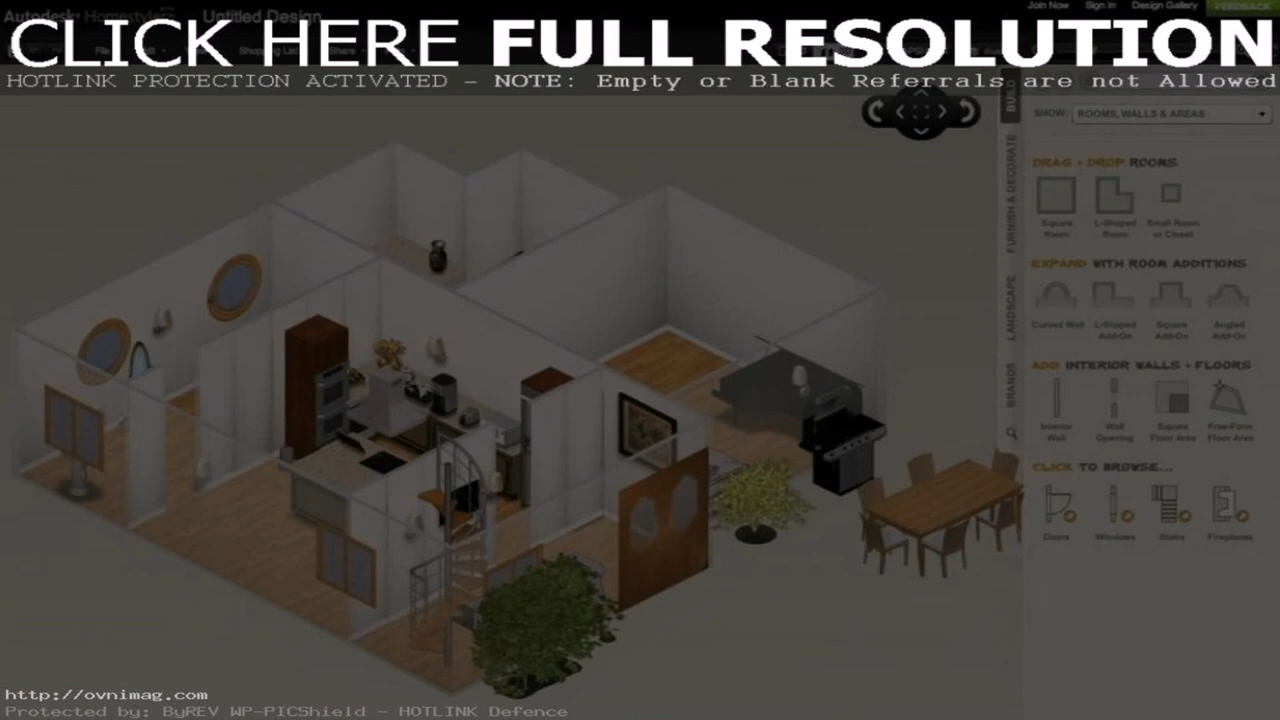 Autodesk Homestyler Untitled Design
Join Now Sign In Design Gallery FEEDBACK
CLICK HERE FULL RESOLUTION
HOTLINK PROTECTION ACTIVATED – NOTE: Empty or Blank Referrals are not Allowed
BUILD
FURNISH & DECORATE
LANDSCAPE
BRANDS
SHOW: ROOMS, WALLS & AREAS
DRAG + DROP ROOMS
Square Room
L-Shaped Room
Small Room or Closet
EXPAND WITH ROOM ADDITIONS
Curved Wall
L-Shaped Add-On
Square Add-On
Angled Add-On
ADD INTERIOR WALLS + FLOORS
Interior Wall
Wall Opening
Square Floor Area
Free-Form Floor Area
CLICK TO BROWSE...
Doors
Windows
Stairs
Fireplaces
http://ovnimag.com
Protected by: ByREV WP-PICShield – HOTLINK Defence